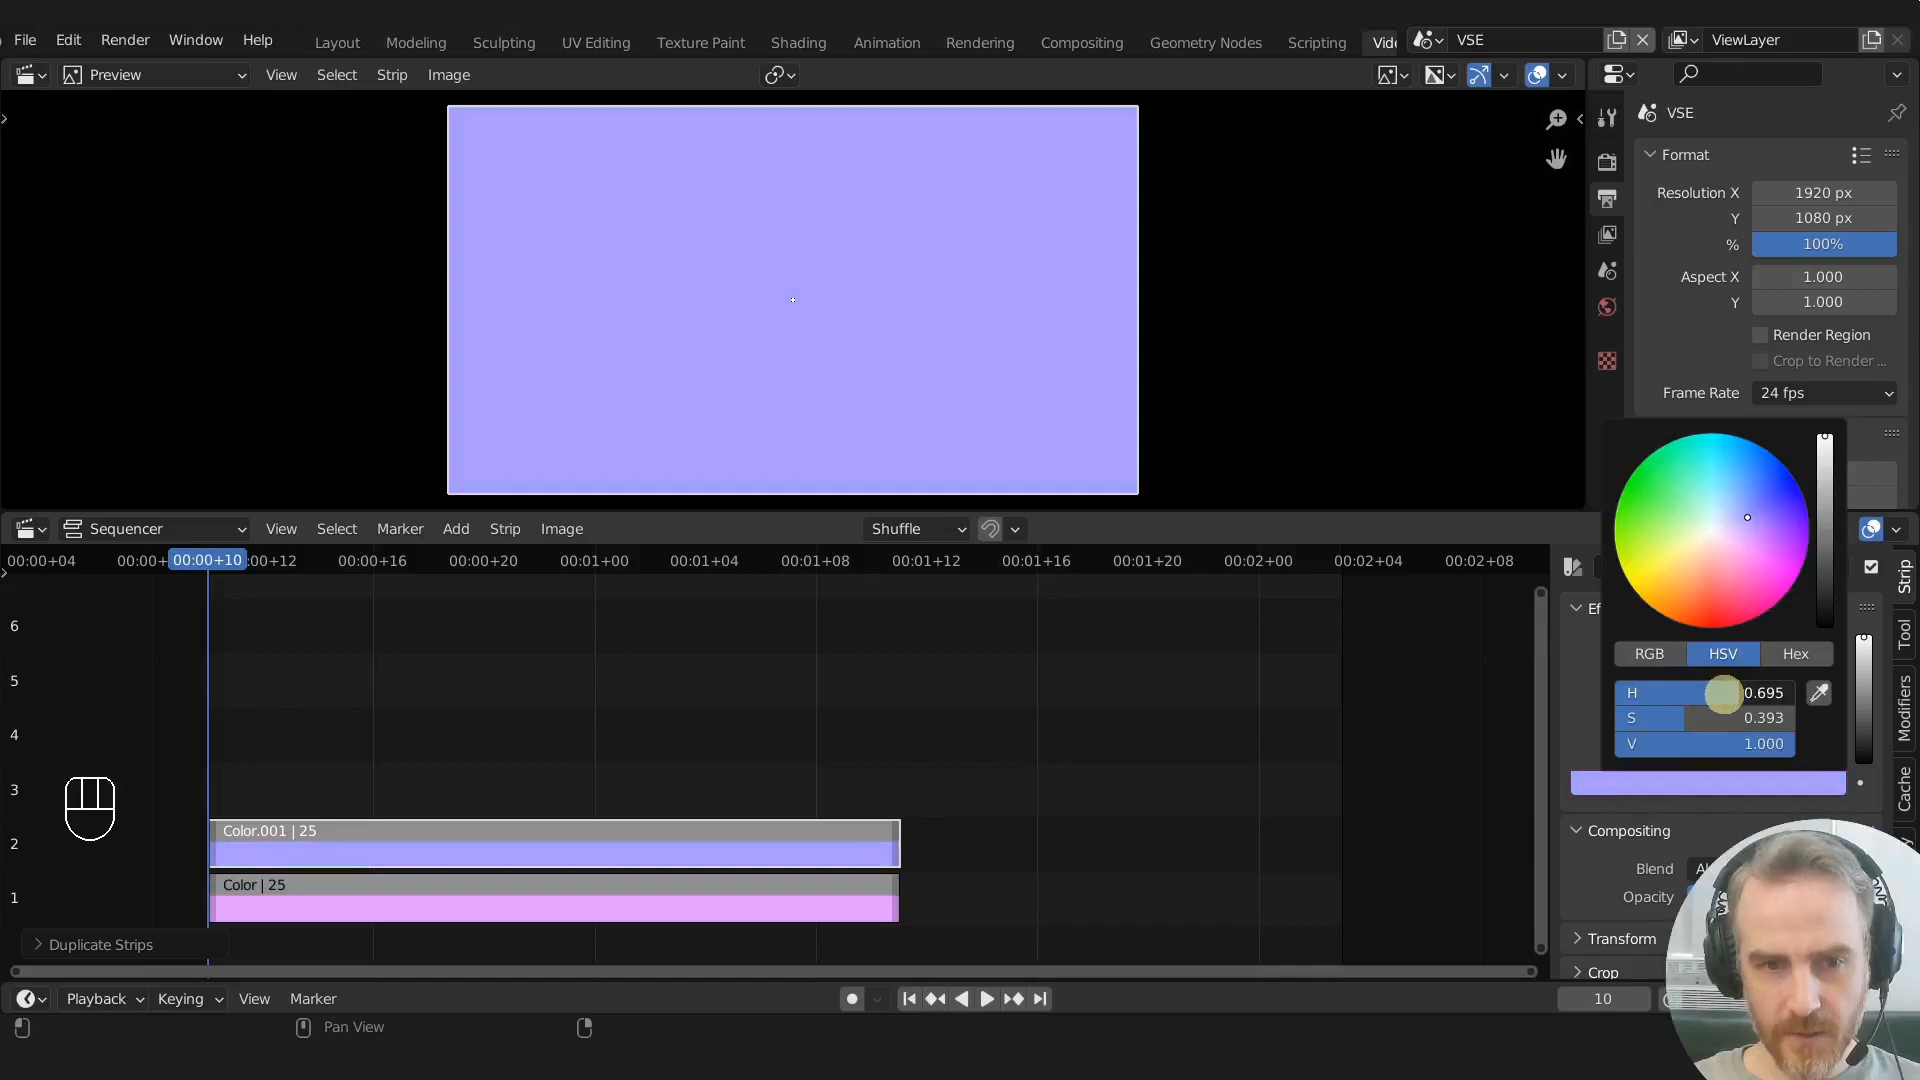 File Edit Render Window Help Layout Modeling Sculpting UV Editing Texture Paint Shading Animation Rendering Compositing Geometry Nodes Scripting VSE ViewLayer
Preview View Select Strip Image
VSE
Format
Resolution X 1920 px
Y 1080 px
% 100%
Aspect X 1.000
Y 1.000
Render Region
Crop to Render ...
Frame Rate 24 fps
Sequencer View Select Marker Add Strip Image Shuffle
00:00+04 00:00+10 00:00+16 00:00+20 00:01+00 00:01+04 00:01+08 00:01+12 00:01+16 00:01+20 00:02+00 00:02+04 00:02+08
6
5
4
3
2
1
Color.001 | 25
Color | 25
Duplicate Strips
RGB HSV Hex
H 0.695
S 0.393
V 1.000
Strip
Tool
Modifiers
Cache
Compositing
Blend
Opacity
Transform
Crop
Playback Keying View Marker 10
Pan View